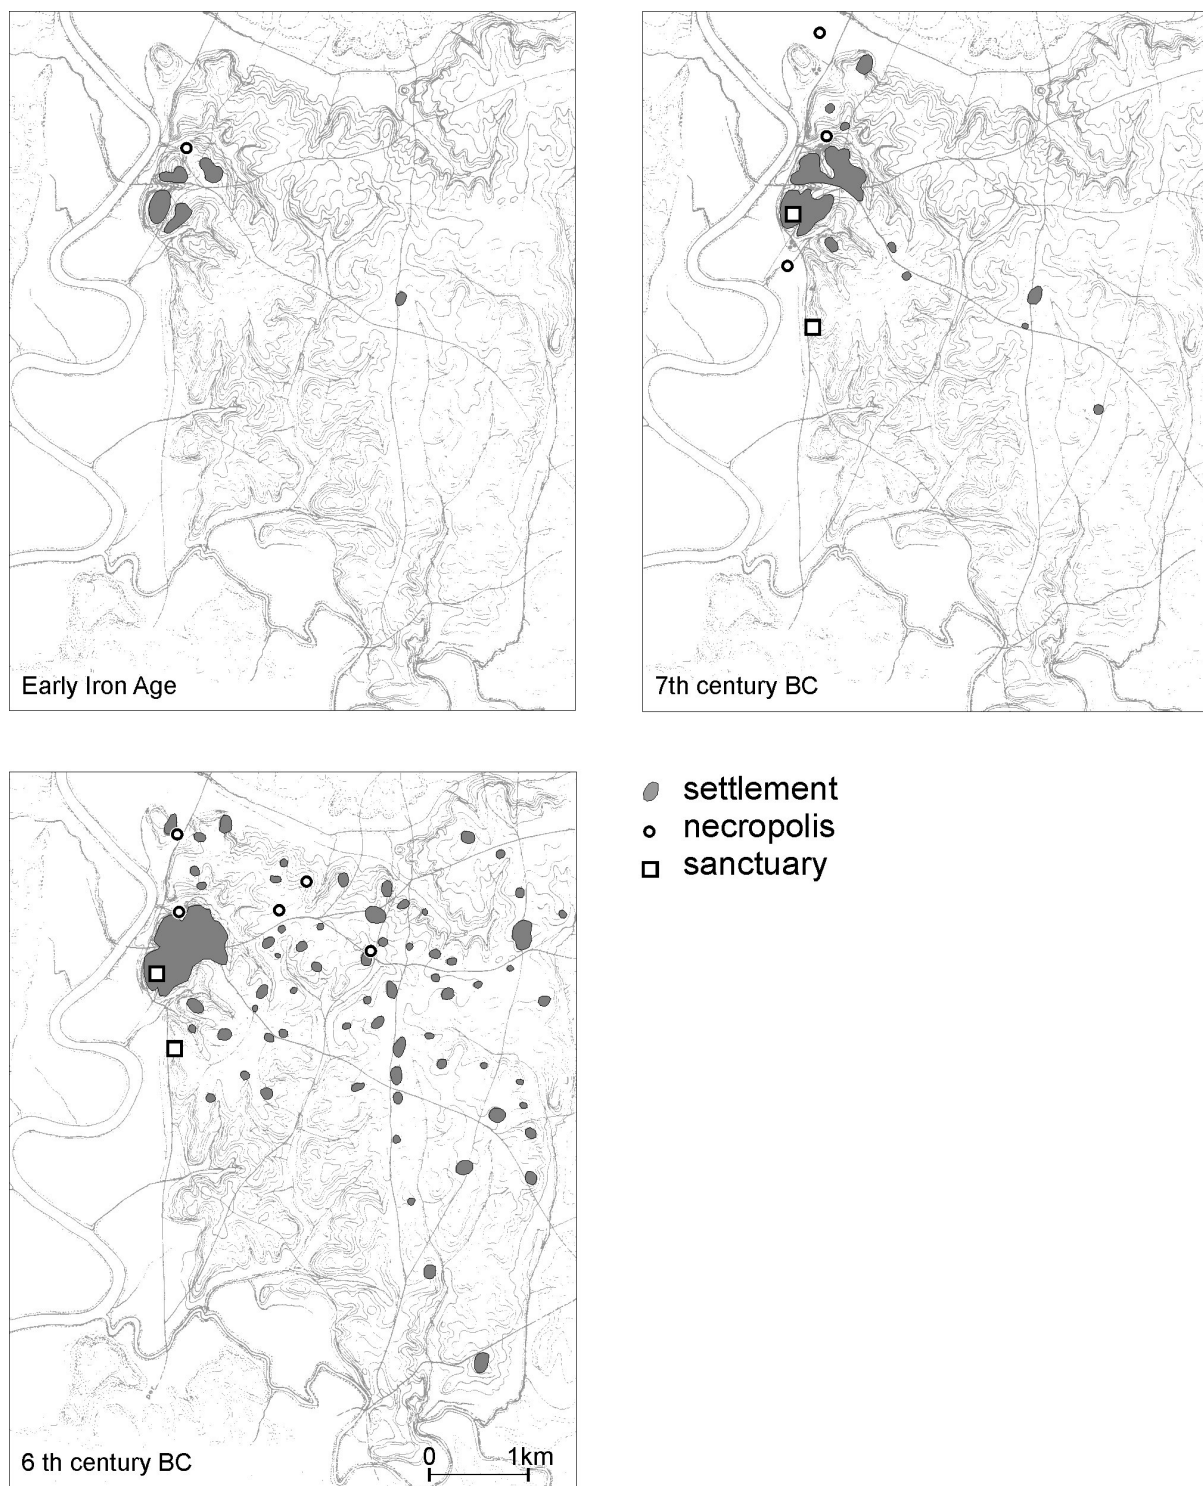 Early Iron Age
7th century BC
settlement
necropolis
sanctuary
6 th century BC
0 1km